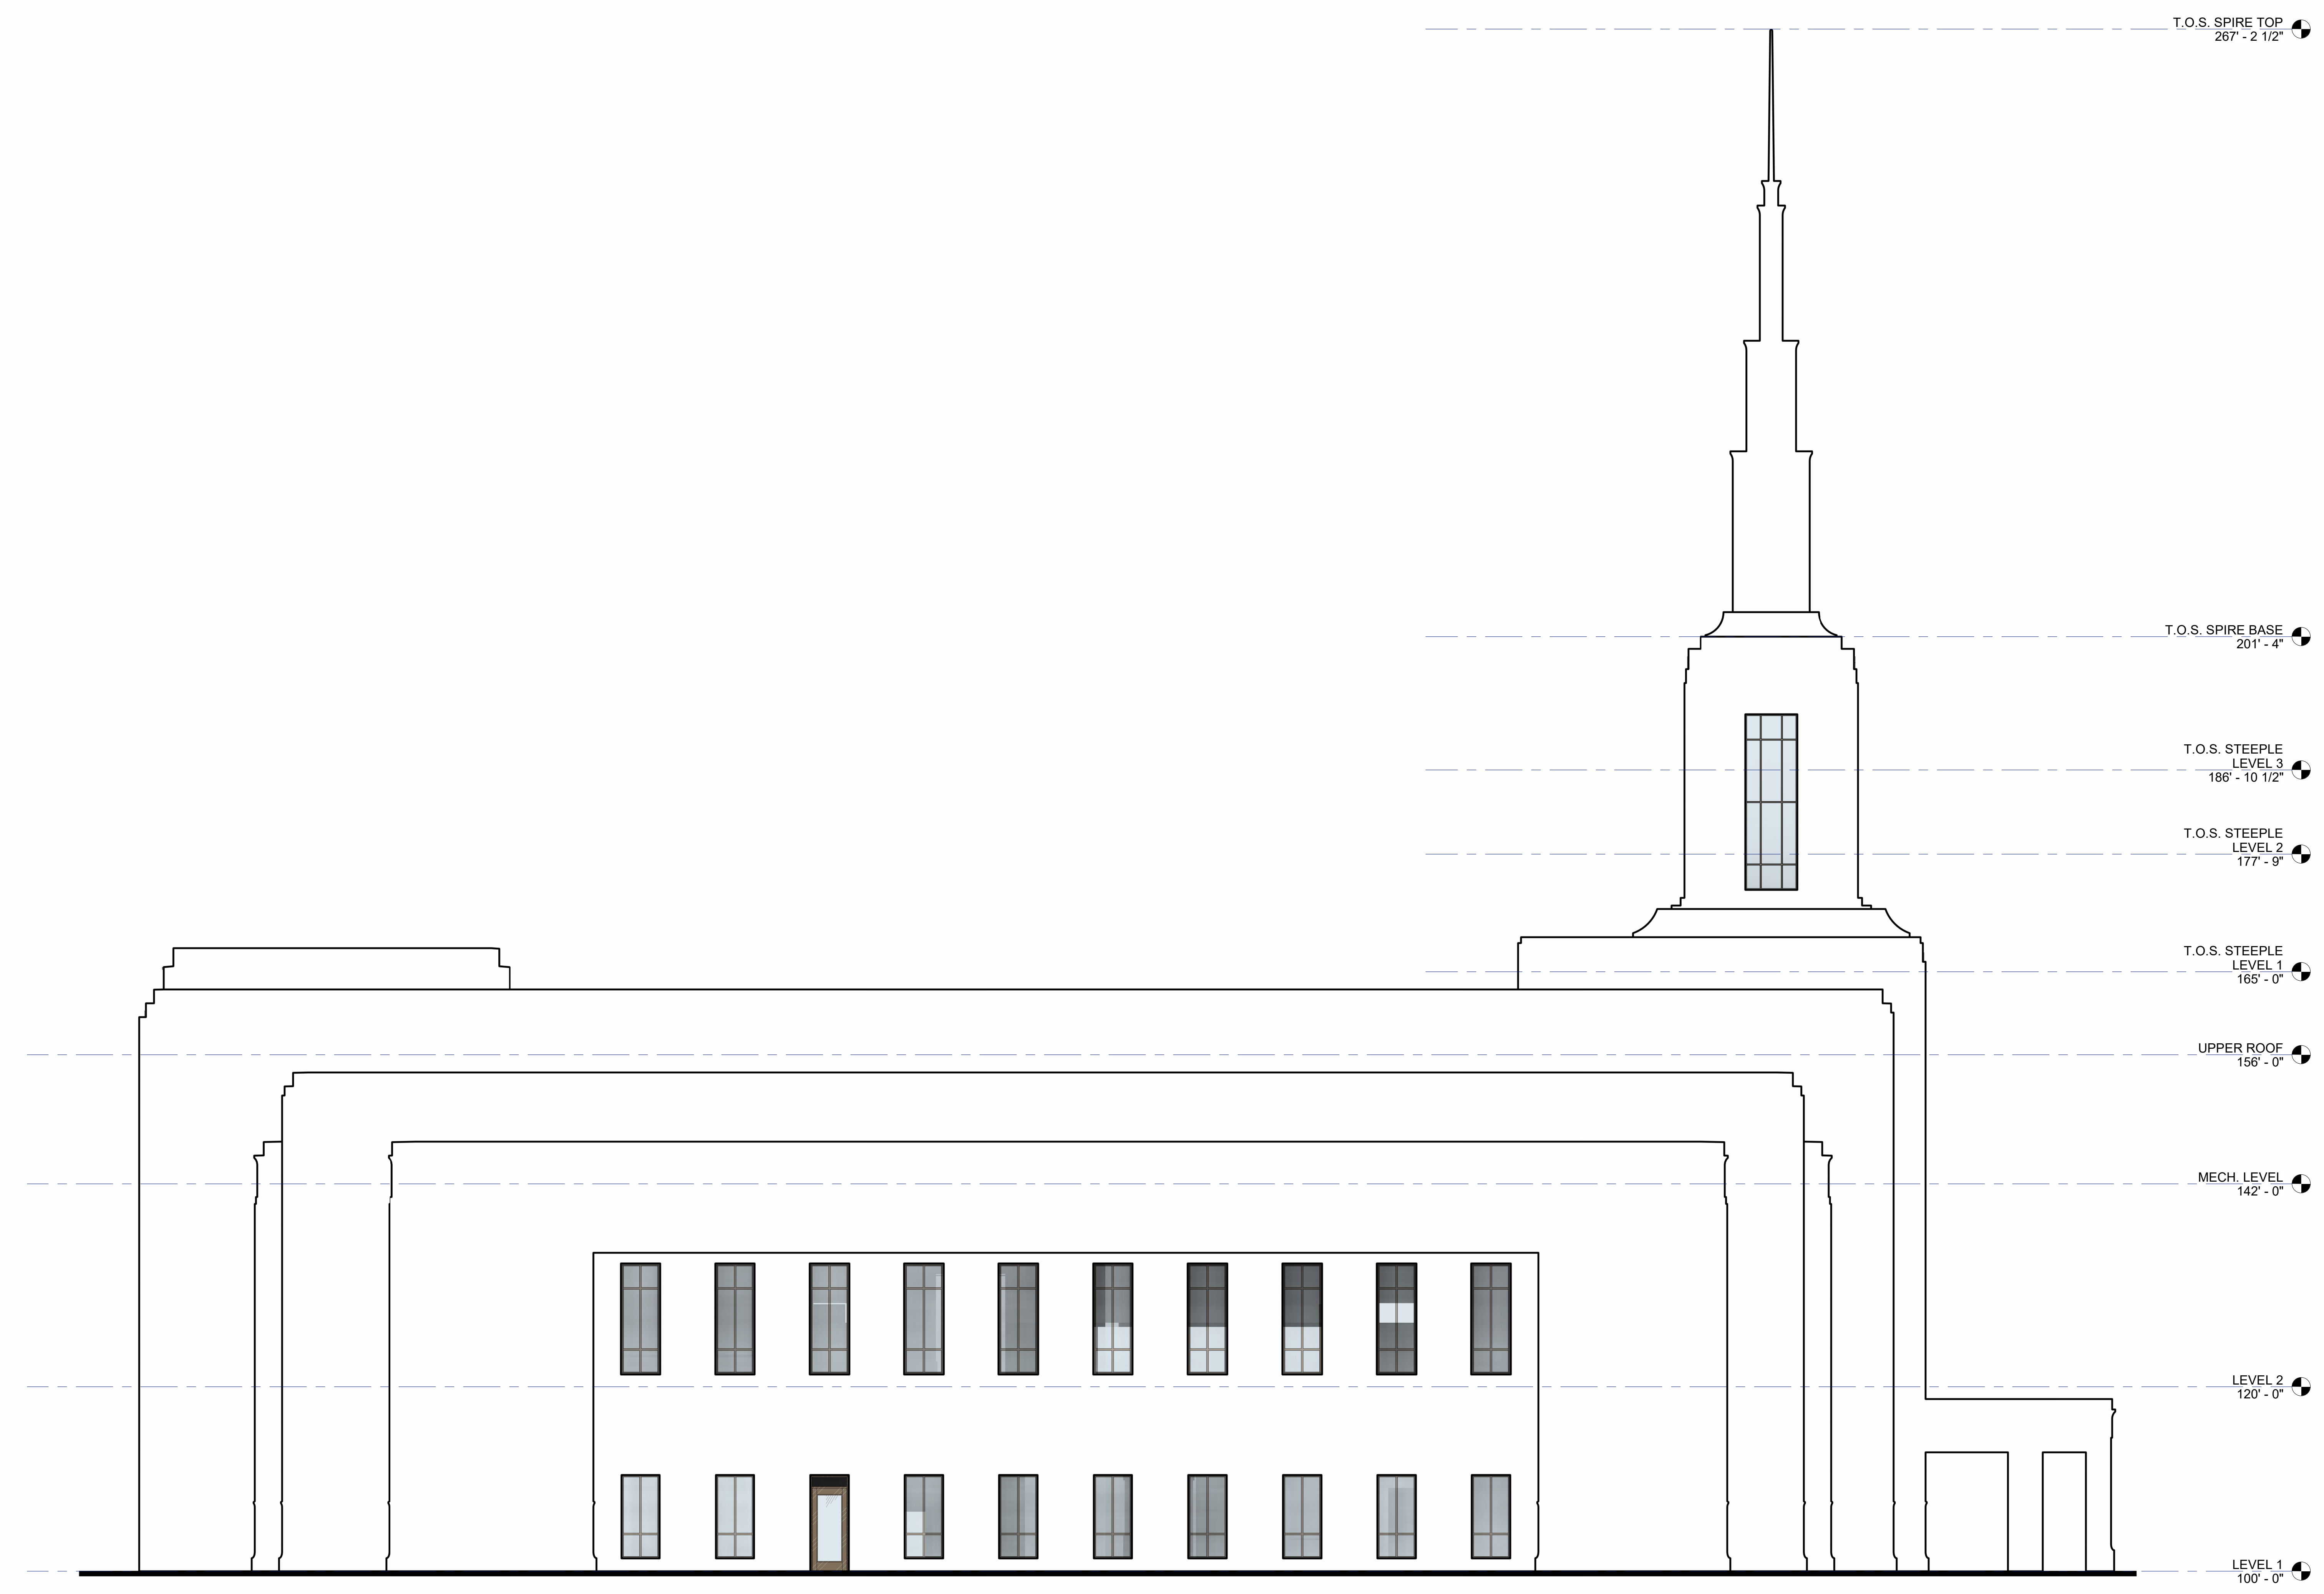 T.O.S. SPIRE TOP
267' - 2 1/2"
T.O.S. SPIRE BASE
201' - 4"
T.O.S. STEEPLE
LEVEL 3
186' - 10 1/2"
T.O.S. STEEPLE
LEVEL 2
177' - 9"
T.O.S. STEEPLE
LEVEL 1
165' - 0"
UPPER ROOF
156' - 0"
MECH. LEVEL
142' - 0"
LEVEL 2
120' - 0"
LEVEL 1
100' - 0"